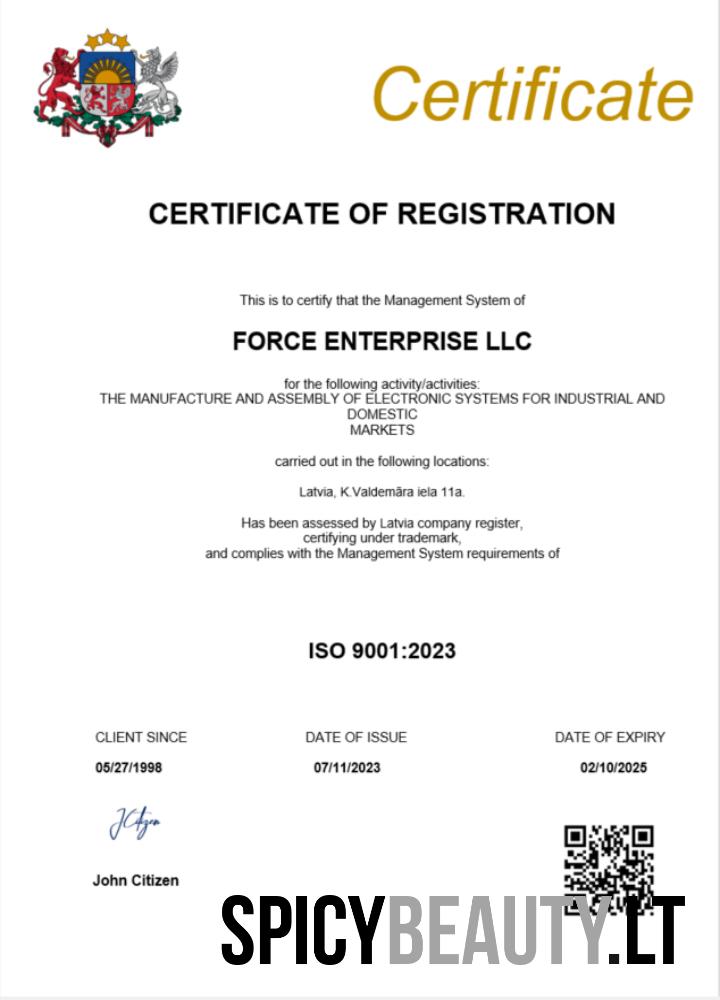 Certificate
CERTIFICATE OF REGISTRATION
This is to certify that the Management System of
FORCE ENTERPRISE LLC
for the following activity/activities:
THE MANUFACTURE AND ASSEMBLY OF ELECTRONIC SYSTEMS FOR INDUSTRIAL AND
DOMESTIC
MARKETS
carried out in the following locations:
Latvia, K.Valdemāra iela 11a.
Has been assessed by Latvia company register,
certifying under trademark,
and complies with the Management System requirements of
ISO 9001:2023
CLIENT SINCE DATE OF ISSUE DATE OF EXPIRY
05/27/1998 07/11/2023 02/10/2025
JCitizen
John Citizen
SPICYBEAUTY.LT